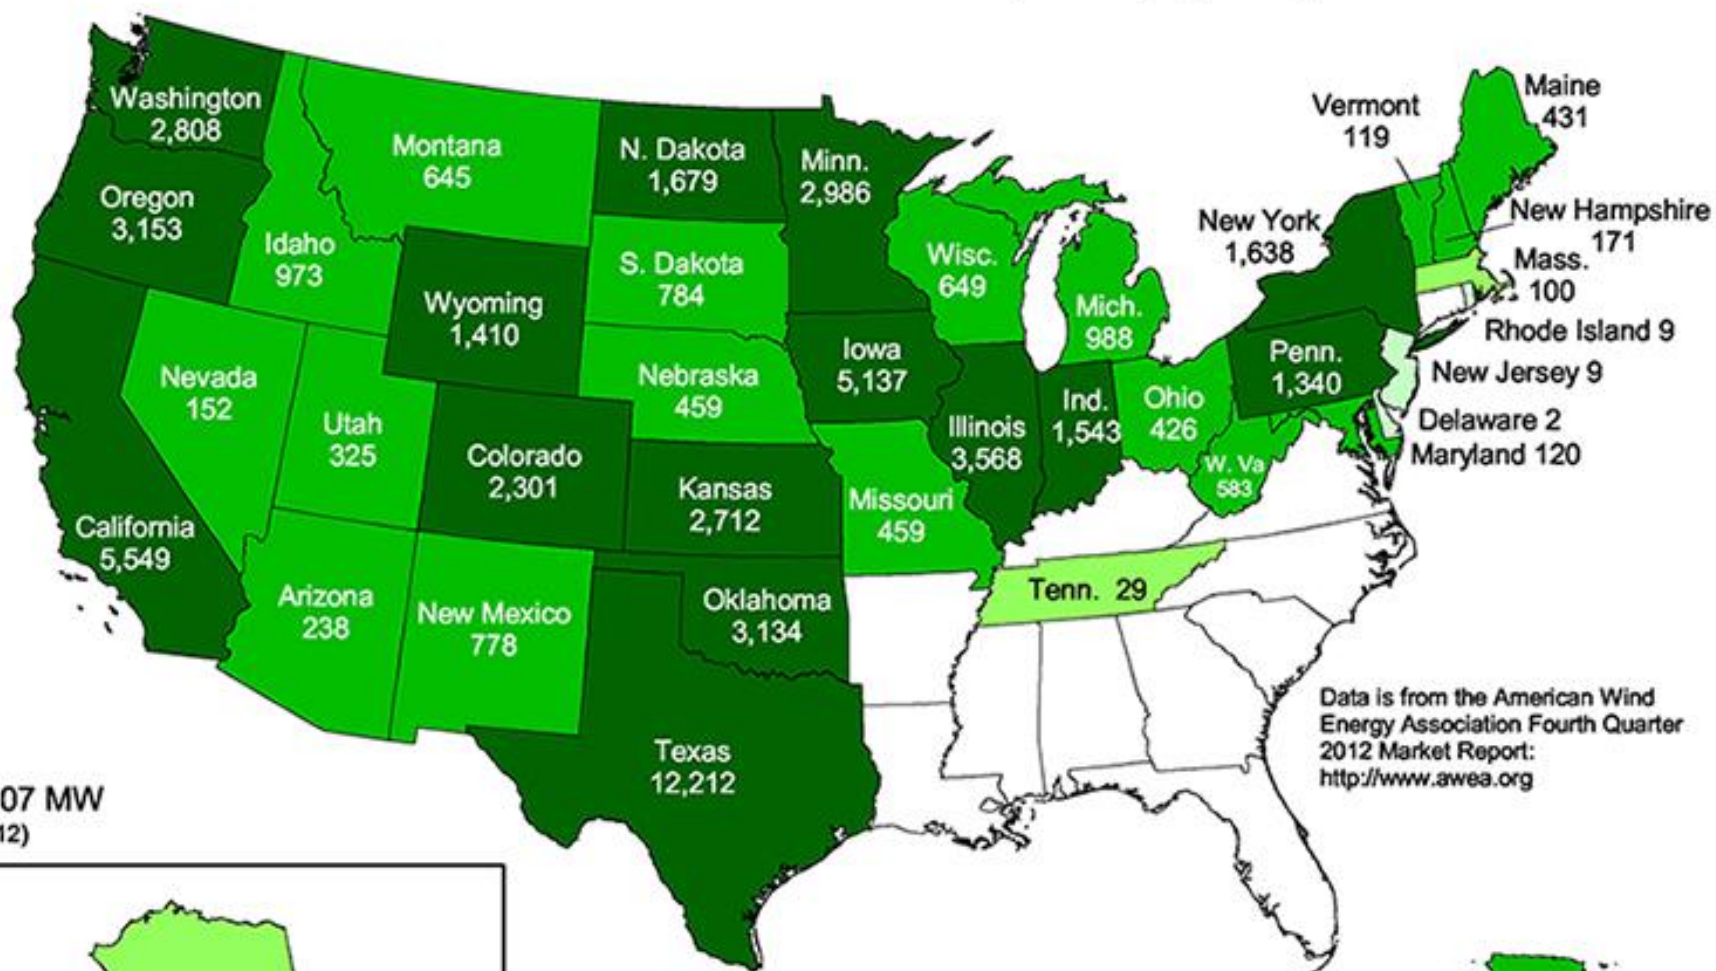 Washington
2,808
Oregon
3,153
California
5,549
Idaho
973
Nevada
152
Montana
645
Wyoming
1,410
Utah
325
Arizona
238
Colorado
2,301
New Mexico
778
N. Dakota
1,679
S. Dakota
784
Nebraska
459
Kansas
2,712
Oklahoma
3,134
Texas
12,212
Minn.
2,986
Iowa
5,137
Missouri
459
Wisc.
649
Illinois
3,568
Mich.
988
Ind.
1,543
Ohio
426
W. Va
583
Tenn. 29
Penn.
1,340
New York
1,638
Vermont
119
Maine
431
New Hampshire
171
Mass.
100
Rhode Island 9
New Jersey 9
Delaware 2
Maryland 120
Data is from the American Wind
Energy Association Fourth Quarter
2012 Market Report:
http://www.awea.org
07 MW
12)